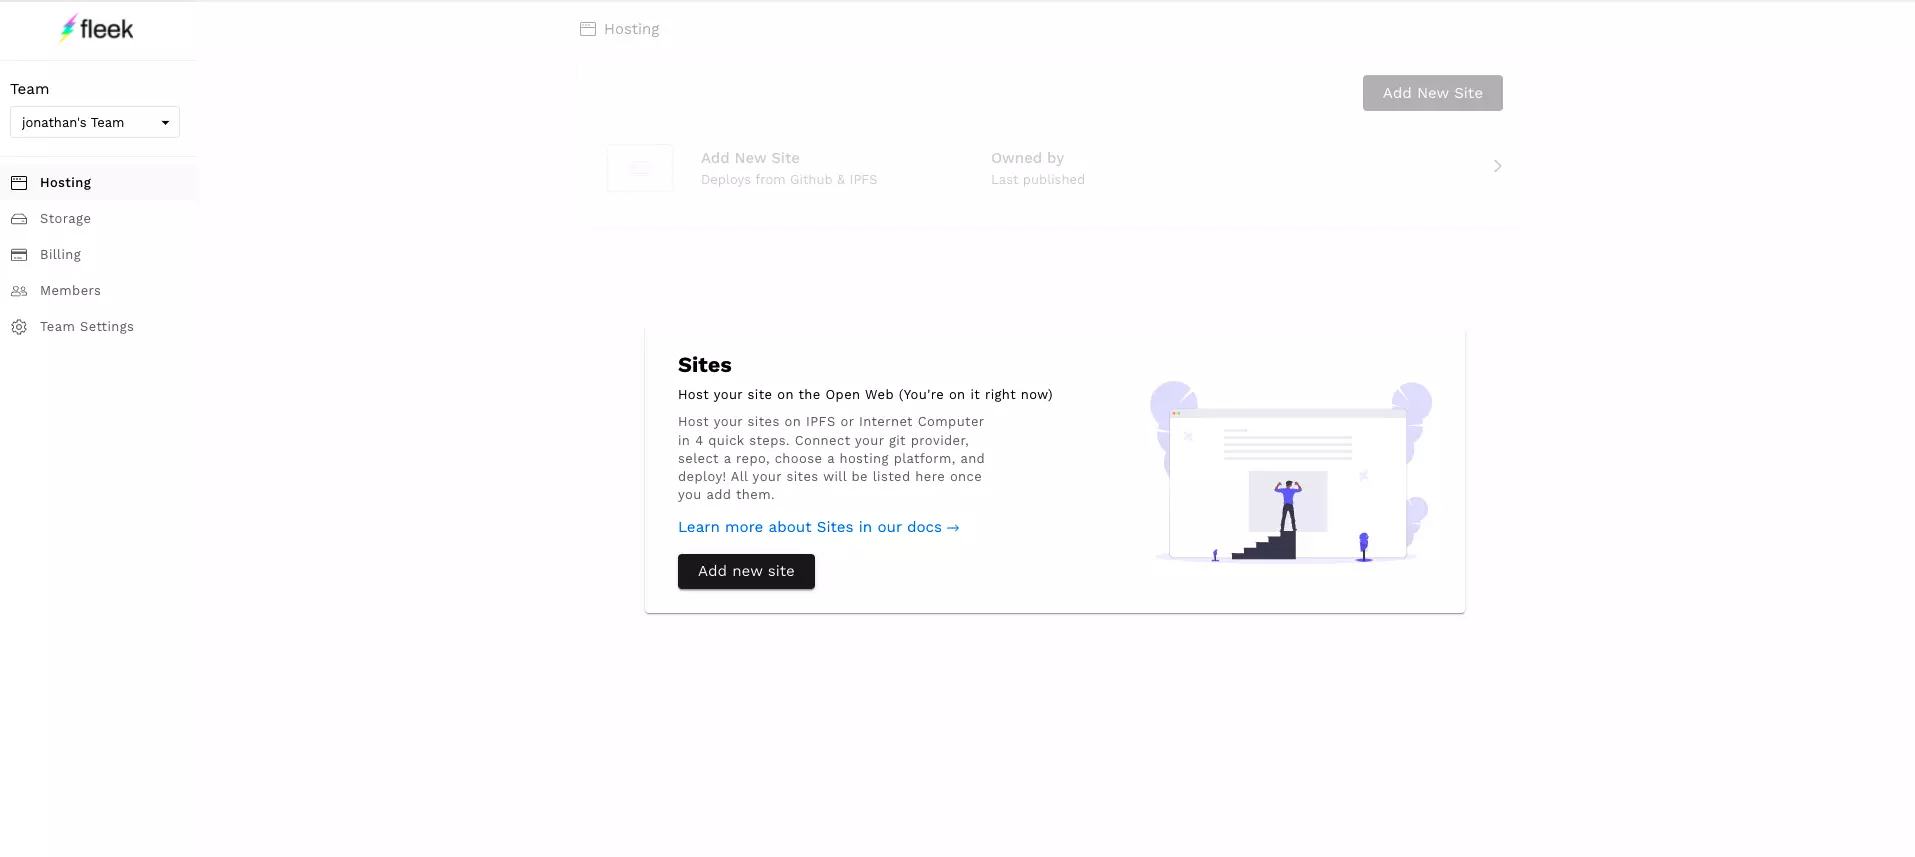 fleek
Team
jonathan's Team
Hosting
Storage
Billing
Members
Team Settings
Hosting
Add New Site
Add New Site
Deploys from Github & IPFS
Owned by
Last published
Sites
Host your site on the Open Web (You're on it right now)
Host your sites on IPFS or Internet Computer
in 4 quick steps. Connect your git provider,
select a repo, choose a hosting platform, and
deploy! All your sites will be listed here once
you add them.
Learn more about Sites in our docs →
Add new site